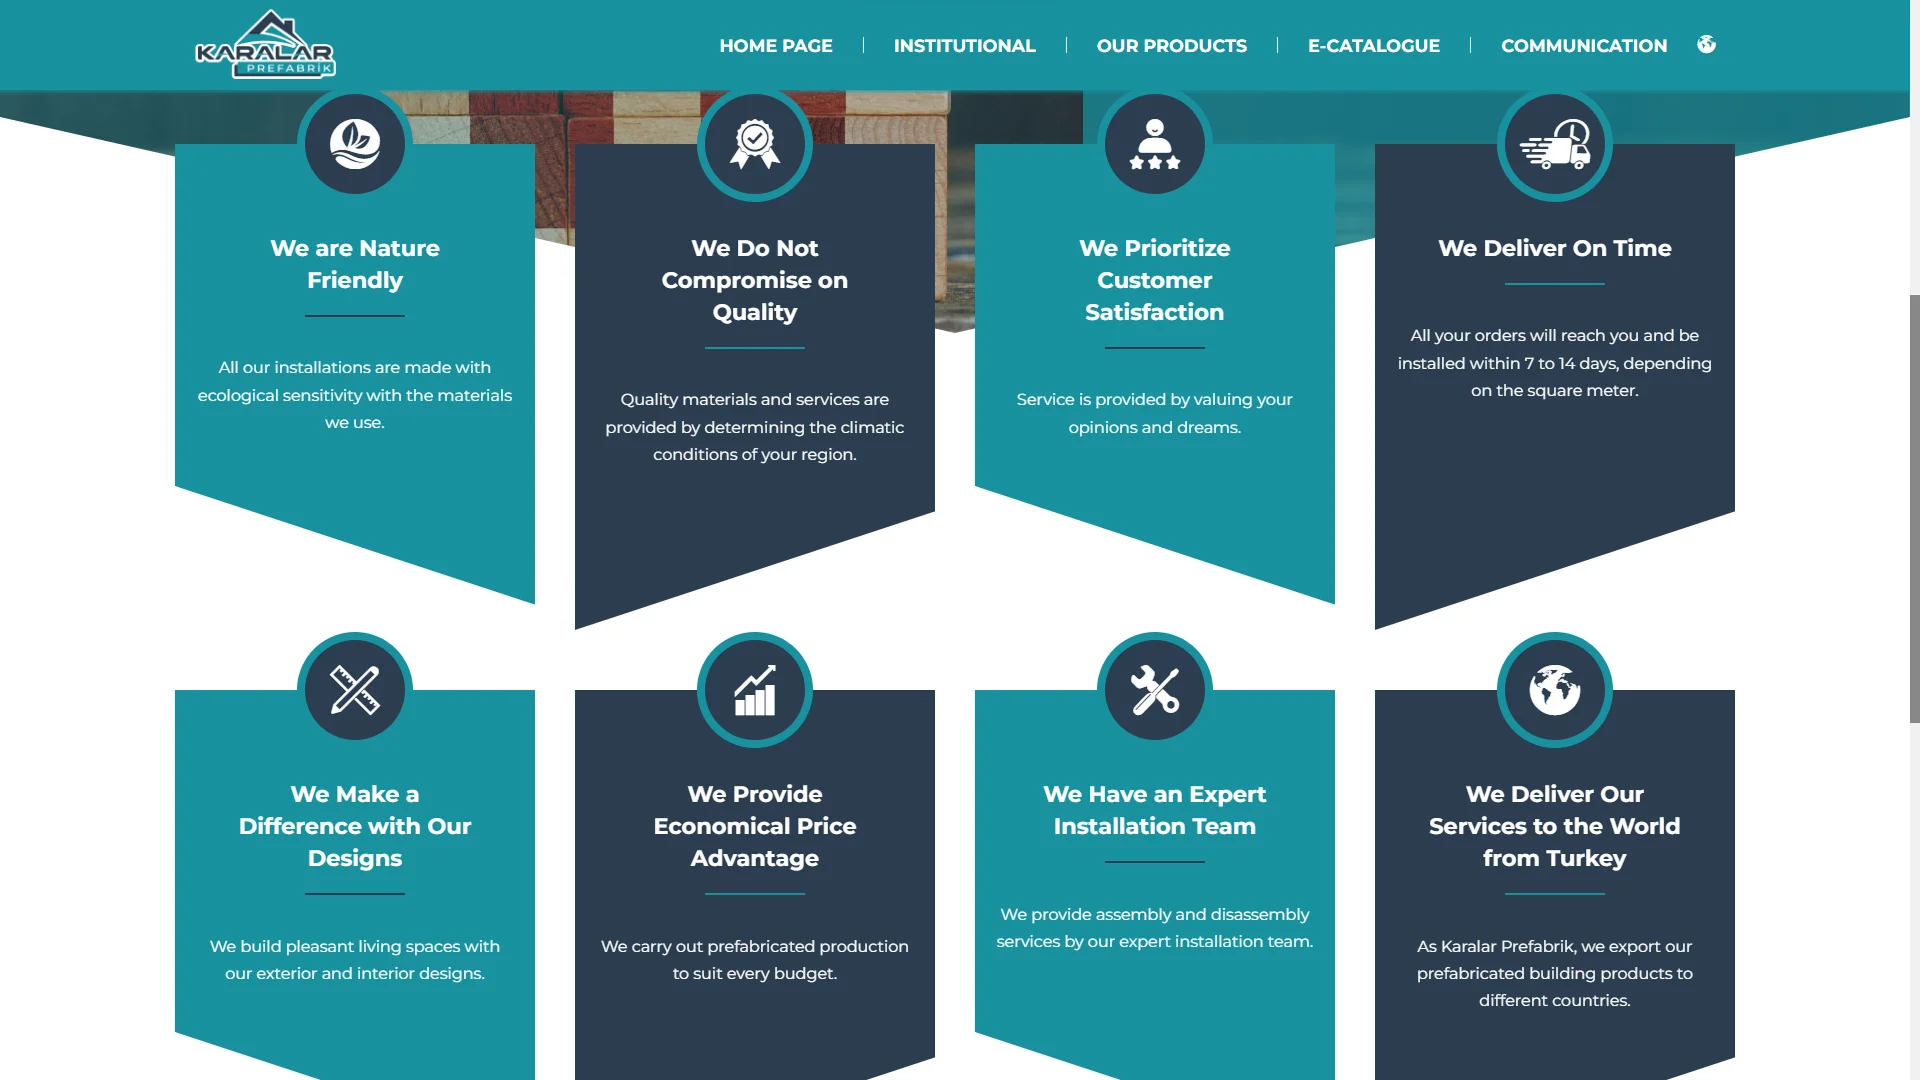 KARALAR
PREFABRİK
HOME PAGE
INSTITUTIONAL
OUR PRODUCTS
E-CATALOGUE
COMMUNICATION
We are Nature
Friendly
All our installations are made with
ecological sensitivity with the materials
we use.
We Do Not
Compromise on
Quality
Quality materials and services are
provided by determining the climatic
conditions of your region.
We Prioritize
Customer
Satisfaction
Service is provided by valuing your
opinions and dreams.
We Deliver On Time
All your orders will reach you and be
installed within 7 to 14 days, depending
on the square meter.
We Make a
Difference with Our
Designs
We build pleasant living spaces with
our exterior and interior designs.
We Provide
Economical Price
Advantage
We carry out prefabricated production
to suit every budget.
We Have an Expert
Installation Team
We provide assembly and disassembly
services by our expert installation team.
We Deliver Our
Services to the World
from Turkey
As Karalar Prefabrik, we export our
prefabricated building products to
different countries.